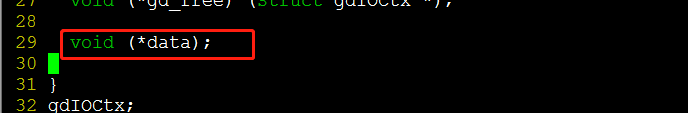 27   void (*gd_free) (struct gdIOCtx *);
28
29   void (*data);
30
31 }
32 gdIOCtx;